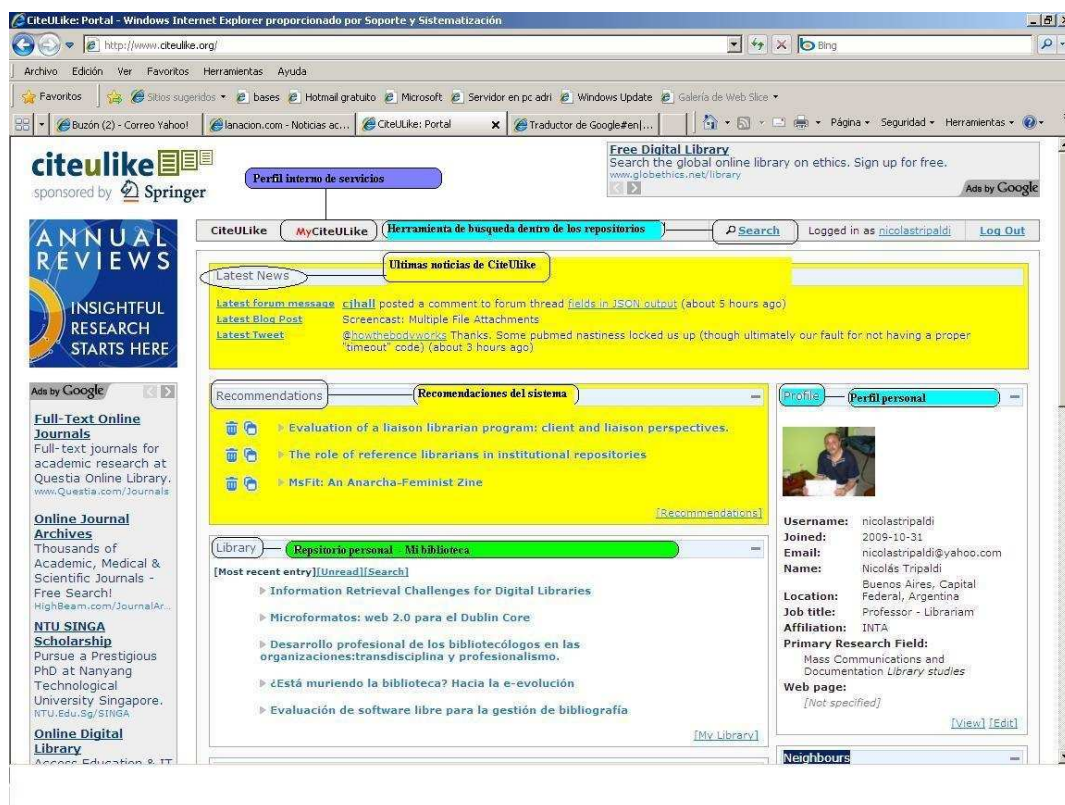 CiteULike: Portal - Windows Internet Explorer proporcionado por Soporte y Sistematización
http://www.citeulike.org/
Bing
Archivo Edición Ver Favoritos Herramientas Ayuda
Favoritos Sitios sugeridos bases Hotmail gratuito Microsoft Servidor en pc adri Windows Update Galería de Web Slice
Buzón (2) - Correo Yahoo! lanacion.com - Noticias ac... CiteULike: Portal Traductor de Google#en|... Página Seguridad Herramientas
citeulike
sponsored by Springer
Perfil interno de servicios
Free Digital Library
Search the global online library on ethics. Sign up for free.
www.globethics.net/library
Ads by Google
CiteULike MyCiteULike Herramienta de búsqueda dentro de los repositorios Search Logged in as nicolastripaldi Log Out
ANNUAL
REVIEWS
INSIGHTFUL
RESEARCH
STARTS HERE
Latest News Ultimas noticias de CiteUlike
Latest forum message cjhall posted a comment to forum thread fields in JSON output (about 5 hours ago)
Latest Blog Post Screencast: Multiple File Attachments
Latest Tweet @howthebodyworks Thanks. Some pubmed nastiness locked us up (though ultimately our fault for not having a proper
"timeout" code) (about 3 hours ago)
Ads by Google
Full-Text Online
Journals
Full-text journals for
academic research at
Questia Online Library.
www.Questia.com/Journals
Online Journal
Archives
Thousands of
Academic, Medical &
Scientific Journals -
Free Search!
HighBeam.com/JournalAr...
NTU SINGA
Scholarship
Pursue a Prestigious
PhD at Nanyang
Technological
University Singapore.
NTU.Edu.Sg/SINGA
Online Digital
Library
Access Education & IT
Recommendations Recomendaciones del sistema
Evaluation of a liaison librarian program: client and liaison perspectives.
The role of reference librarians in institutional repositories
MsFit: An Anarcha-Feminist Zine
[Recommendations]
Library Repsitorio personal - Mi biblioteca
[Most recent entry][Unread][Search]
Information Retrieval Challenges for Digital Libraries
Microformatos: web 2.0 para el Dublin Core
Desarrollo profesional de los bibliotecólogos en las
organizaciones:transdisciplina y profesionalismo.
¿Está muriendo la biblioteca? Hacia la e-evolución
Evaluación de software libre para la gestión de bibliografía
[My Library]
Profile Perfil personal
Username: nicolastripaldi
Joined: 2009-10-31
Email: nicolastripaldi@yahoo.com
Name: Nicolás Tripaldi
Location: Buenos Aires, Capital
Federal, Argentina
Job title: Professor - Librariam
Affiliation: INTA
Primary Research Field:
Mass Communications and
Documentation Library studies
Web page:
[Not specified]
[View] [Edit]
Neighbours